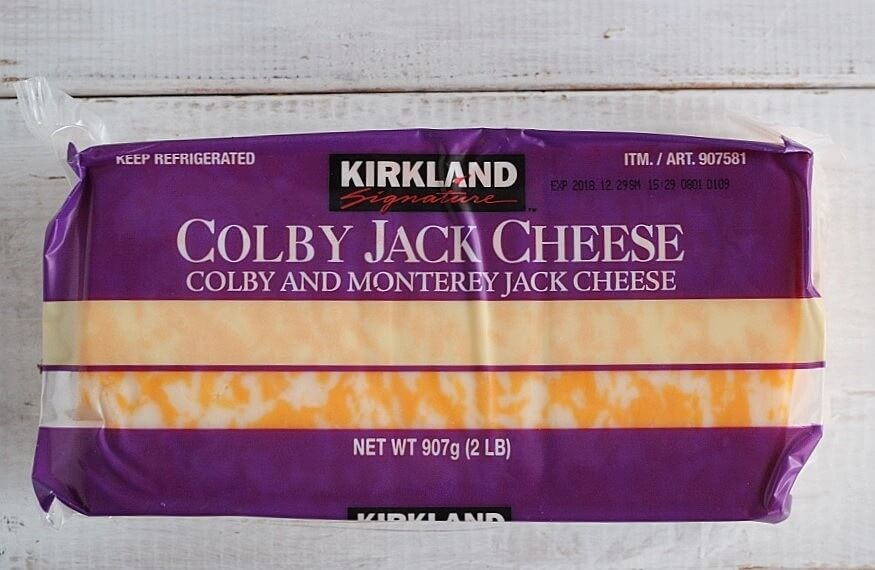 KEEP REFRIGERATED
KIRKLAND
Signature™
ITM. / ART. 907581
EXP 2018.12.29SM 15:29 0801 0109
COLBY JACK CHEESE
COLBY AND MONTEREY JACK CHEESE
NET WT 907g (2 LB)
KIRKLAND